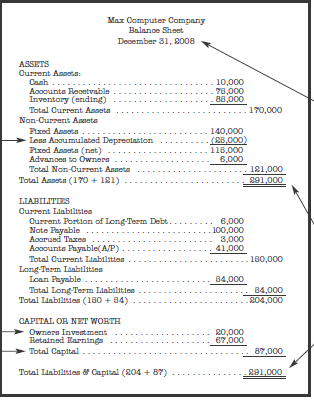 Max Computer Company
Balance Sheet
December 31, 2008
ASSETS
Current Assets:
Cash . . . . . . . . . . . . . . . . . . . . . . . . . . . . 10,000
Accounts Receivable . . . . . . . . . . . . . . . . . 75,000
Inventory (ending) . . . . . . . . . . . . . . . . . 85,000
Total Current Assets . . . . . . . . . . . . . . . . . . . . . . . . 170,000
Non-Current Assets
Fixed Assets . . . . . . . . . . . . . . . . . . . . . . 140,000
Less Accumulated Depreciation . . . . . . . . . (25,000)
Fixed Assets (net) . . . . . . . . . . . . . . . . . . 115,000
Advances to Owners . . . . . . . . . . . . . . . . . 6,000
Total Non-Current Assets . . . . . . . . . . . . . . . . . . . . 121,000
Total Assets (170 + 121) . . . . . . . . . . . . . . . . . . . . . . 291,000
LIABILITIES
Current Liabilities
Current Portion of Long-Term Debt . . . . . . . . 6,000
Note Payable . . . . . . . . . . . . . . . . . . . . . . 100,000
Accrued Taxes . . . . . . . . . . . . . . . . . . . . . 3,000
Accounts Payable(A/P) . . . . . . . . . . . . . . . . 41,000
Total Current Liabilities . . . . . . . . . . . . . . . . . . . . . 150,000
Long-Term Liabilities
Loan Payable . . . . . . . . . . . . . . . . . . . . . . 54,000
Total Long-Term Liabilities . . . . . . . . . . . . . . . . . . . 54,000
Total Liabilities (150 + 54) . . . . . . . . . . . . . . . . . . . . 204,000
CAPITAL OR NET WORTH
Owners Investment . . . . . . . . . . . . . . . . . . 20,000
Retained Earnings . . . . . . . . . . . . . . . . . . 67,000
Total Capital . . . . . . . . . . . . . . . . . . . . . . . . . . . . . 87,000
Total Liabilities & Capital (204 + 87) . . . . . . . . . . . . . . 291,000